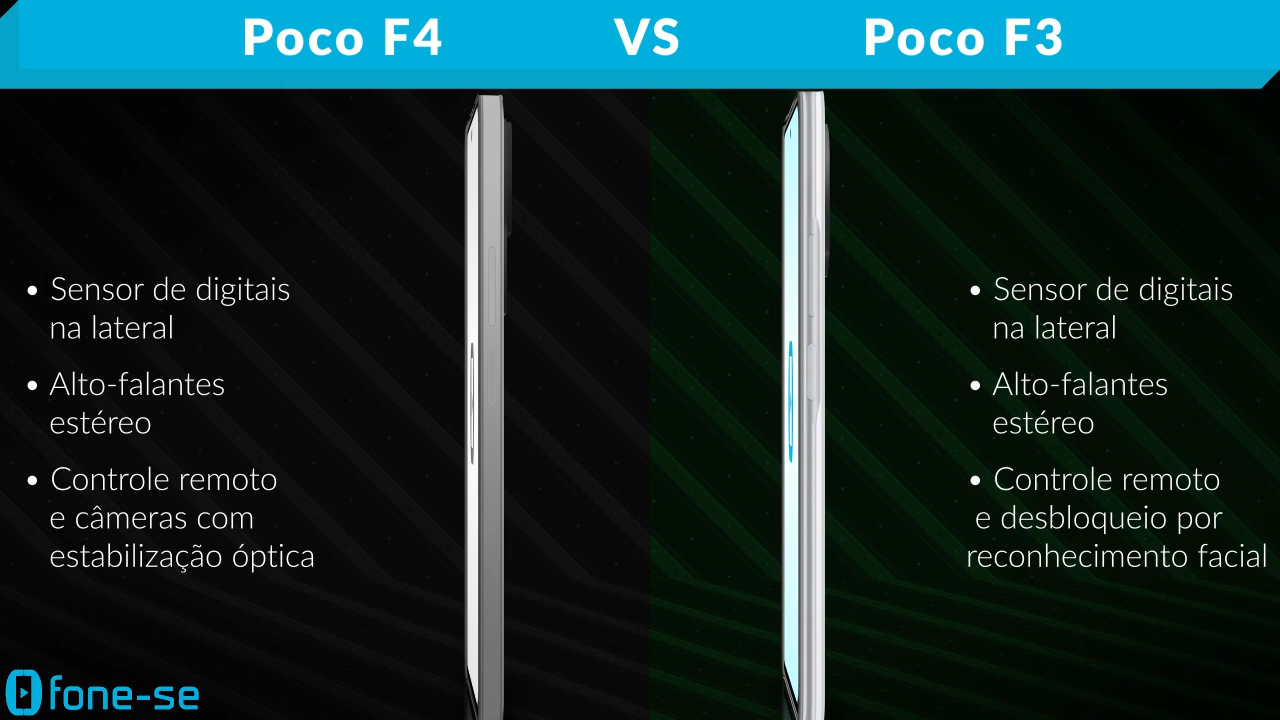 Poco F4 VS Poco F3
• Sensor de digitais
na lateral
• Alto-falantes
estéreo
• Controle remoto
e câmeras com
estabilização óptica
• Sensor de digitais
na lateral
• Alto-falantes
estéreo
• Controle remoto
e desbloqueio por
reconhecimento facial
fone-se